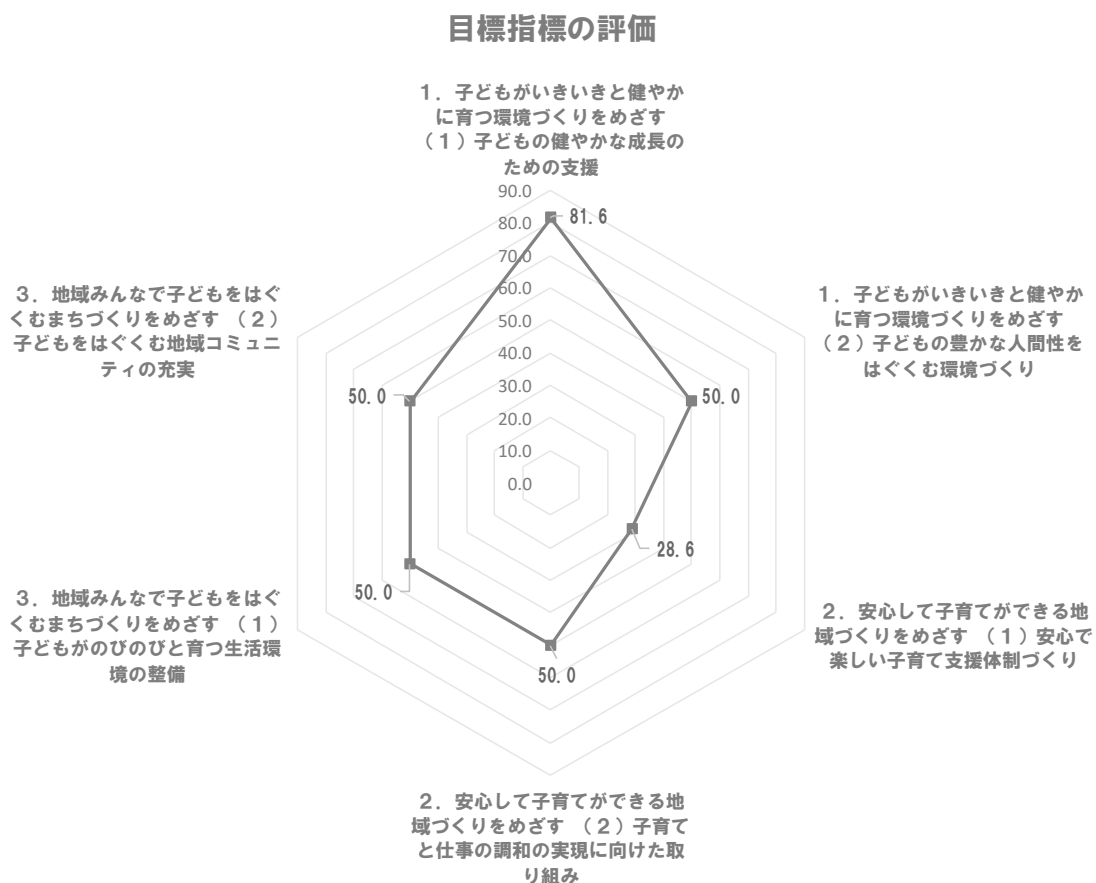 目標指標の評価
1．子どもがいきいきと健やか
に育つ環境づくりをめざす
（1）子どもの健やかな成長の
ための支援
90.0
80.0
70.0
60.0
50.0
40.0
30.0
20.0
10.0
0.0
81.6
1．子どもがいきいきと健やか
に育つ環境づくりをめざす
（2）子どもの豊かな人間性を
はぐくむ環境づくり
50.0
28.6
2．安心して子育てができる地
域づくりをめざす （1）安心で
楽しい子育て支援体制づくり
50.0
2．安心して子育てができる地
域づくりをめざす （2）子育て
と仕事の調和の実現に向けた取
り組み
50.0
3．地域みんなで子どもをはぐ
くむまちづくりをめざす （1）
子どもがのびのびと育つ生活環
境の整備
50.0
3．地域みんなで子どもをはぐ
くむまちづくりをめざす （2）
子どもをはぐくむ地域コミュニ
ティの充実